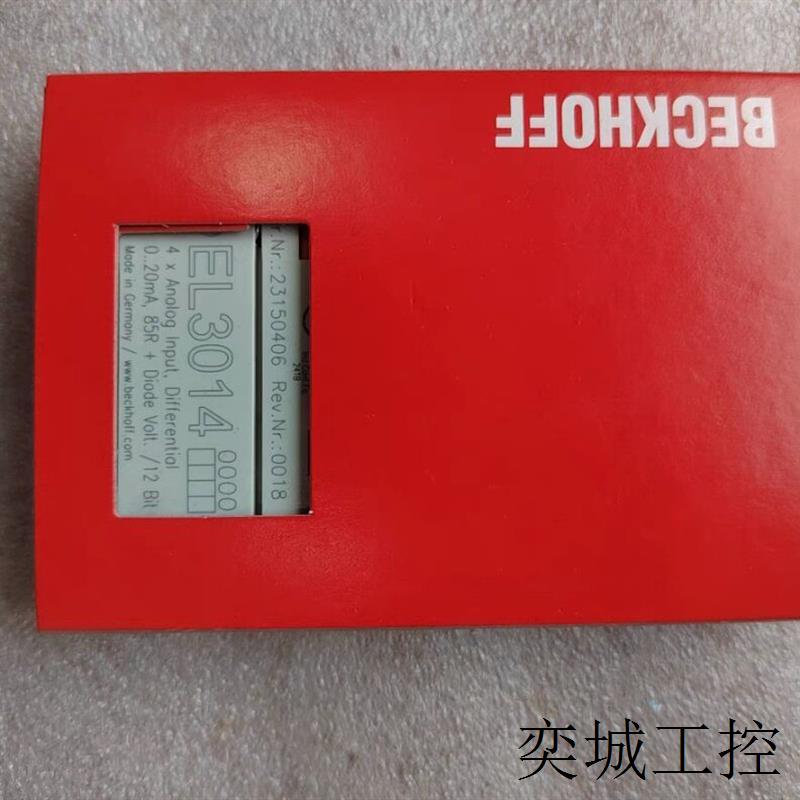 BECKHOFF
r.Nr.:23150406 Rev.Nr.:0018
EL3014 0000
4 x Analog Input, Differential
0..20mA, 85R + Diode Volt. /12 Bit
Made in Germany / www.beckhoff.com
奕城工控